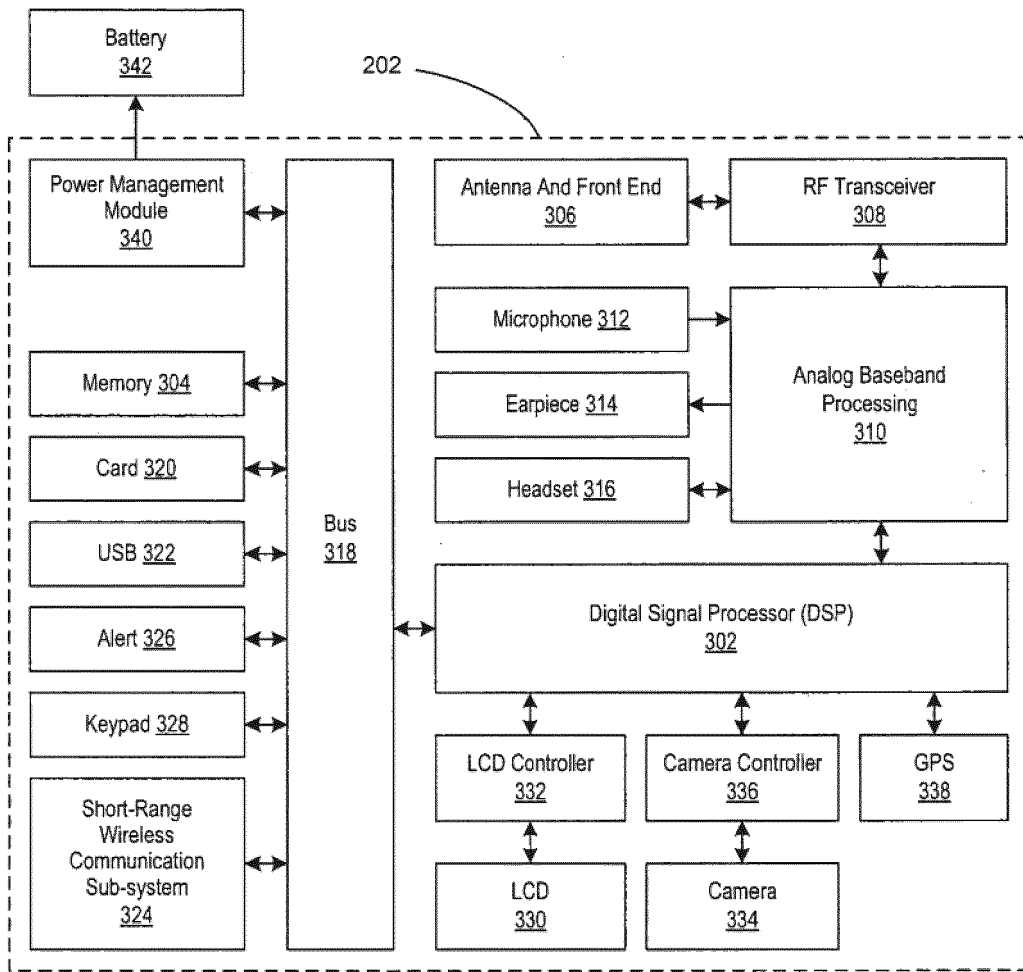 Battery
342
202
Power Management
Module
340
Antenna And Front End
306
RF Transceiver
308
Microphone 312
Analog Baseband
Processing
310
Memory 304
Earpiece 314
Card 320
Headset 316
Bus
318
USB 322
Digital Signal Processor (DSP)
302
Alert 326
Keypad 328
LCD Controller
332
Camera Controller
336
GPS
338
Short-Range
Wireless
Communication
Sub-system
324
LCD
330
Camera
334